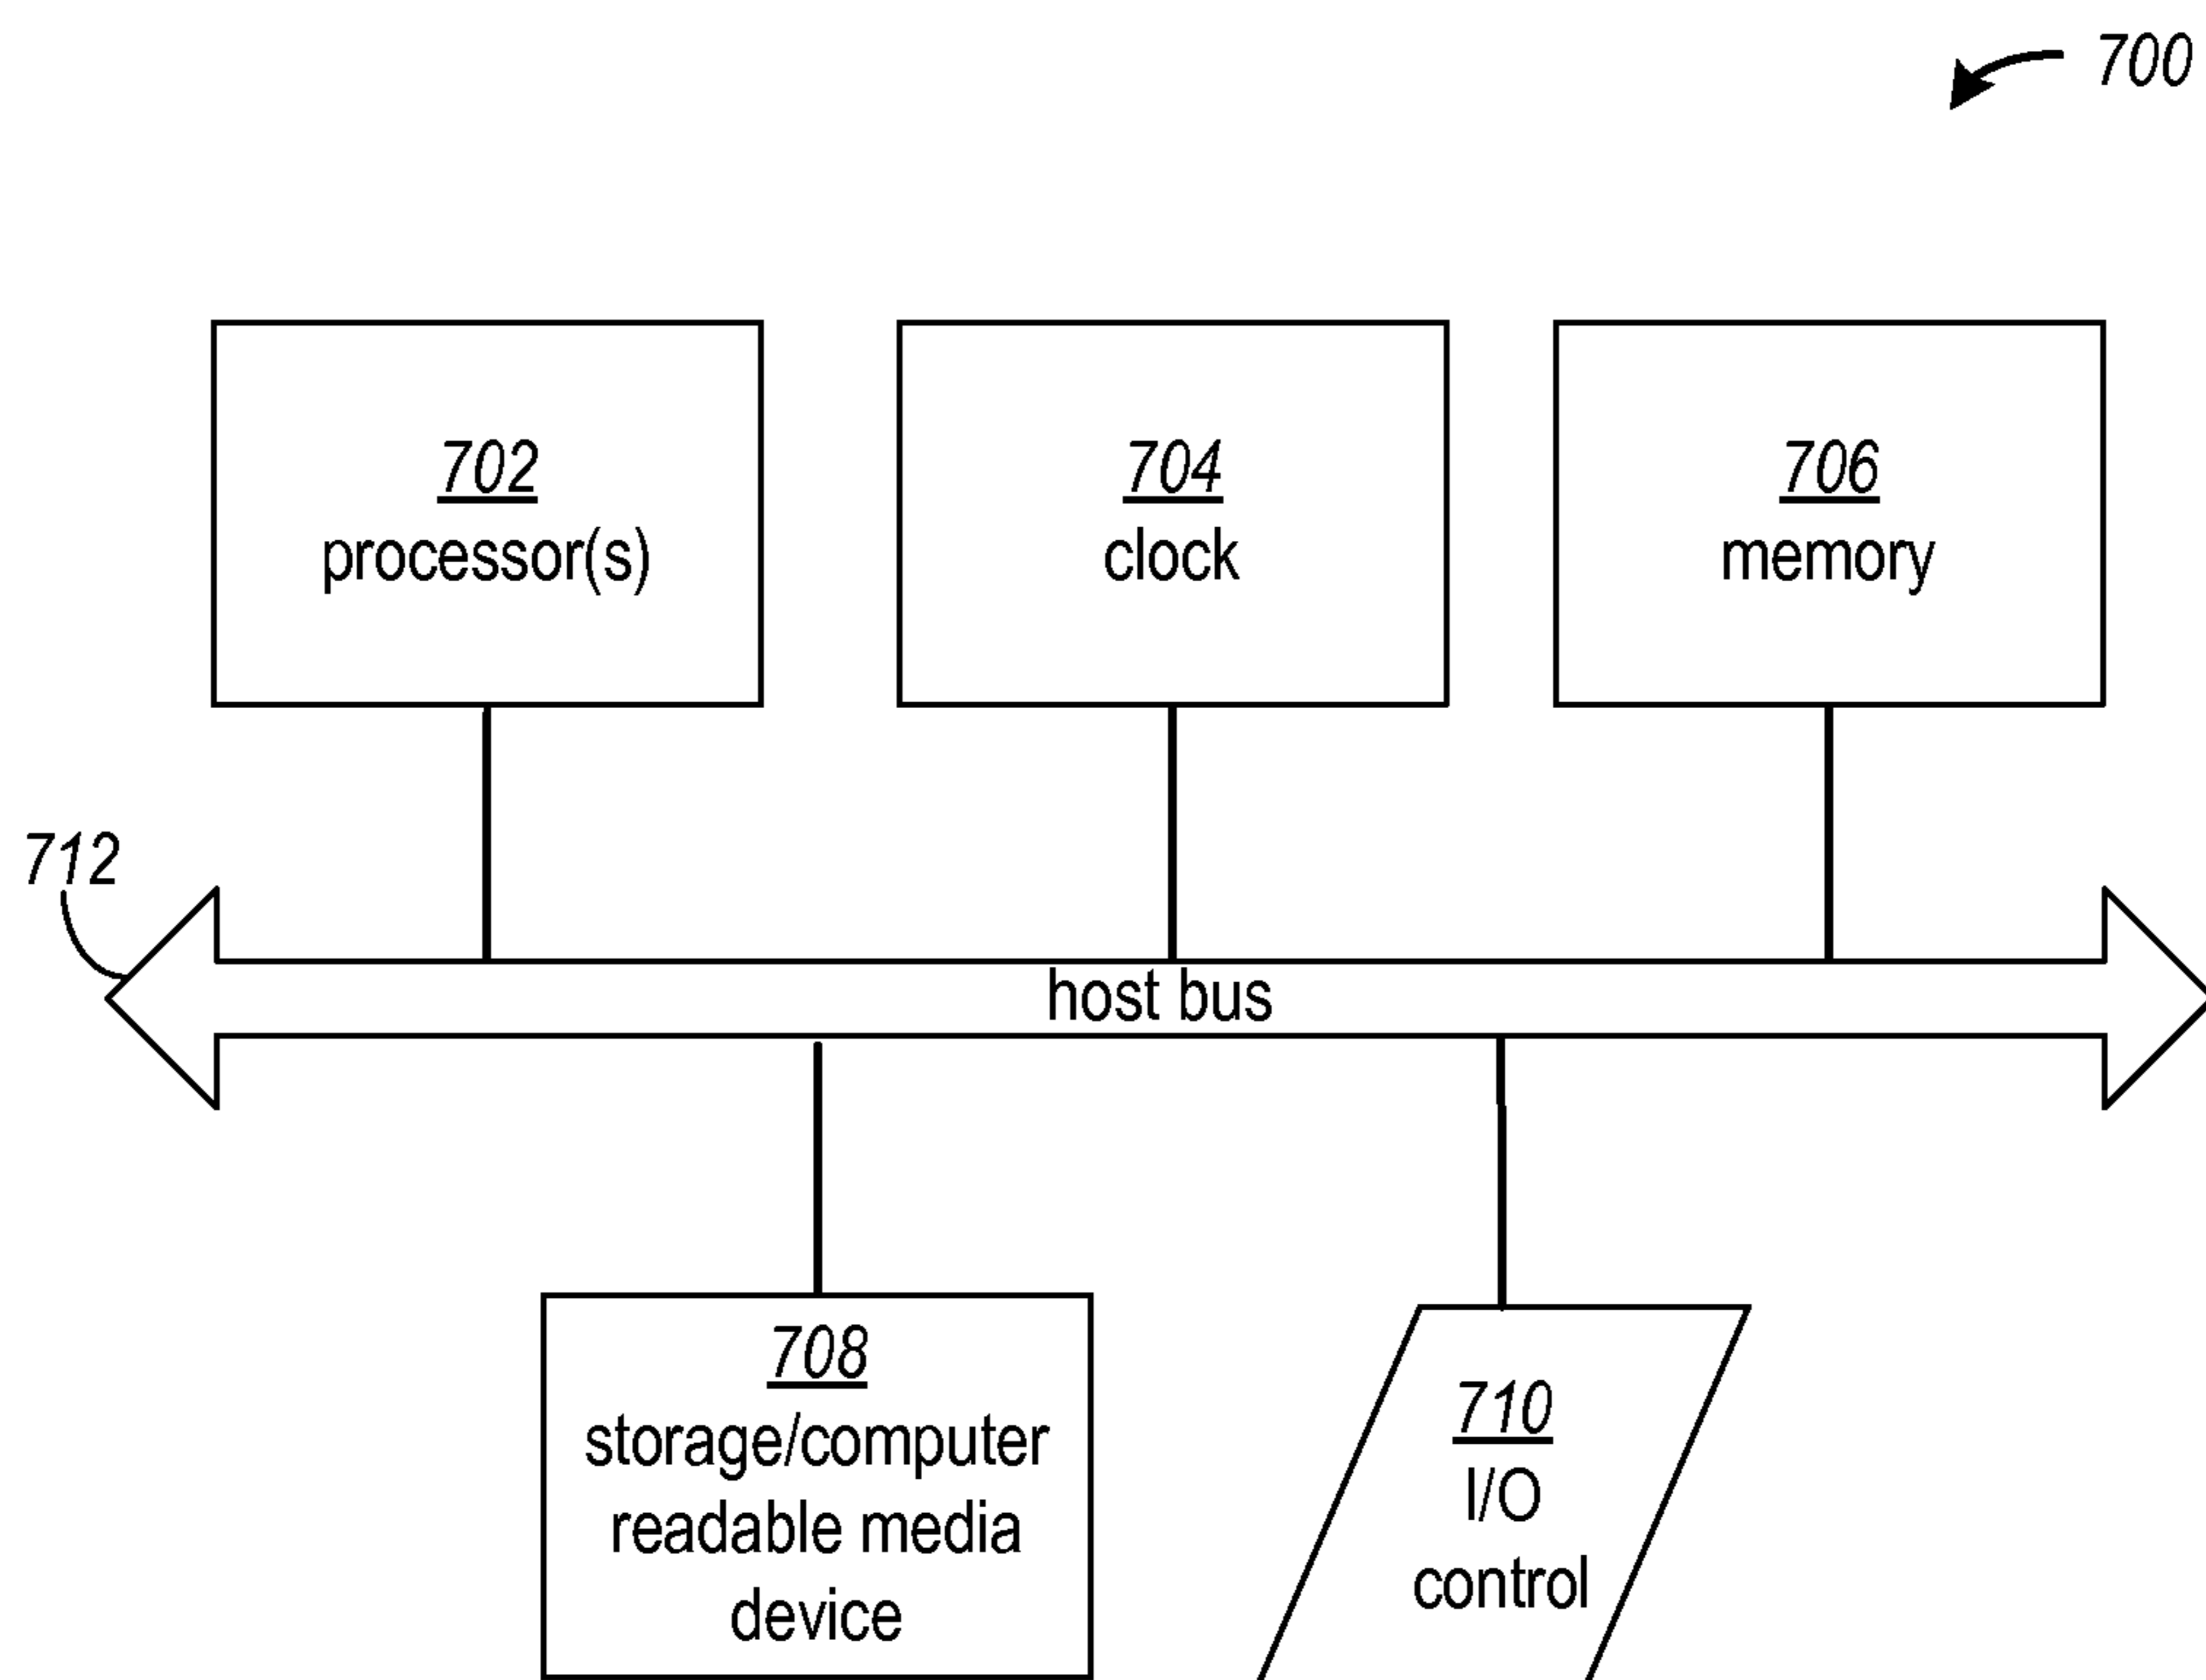 700
702
processor(s)
704
clock
706
memory
712
host bus
708
storage/computer
readable media
device
710
I/O
control